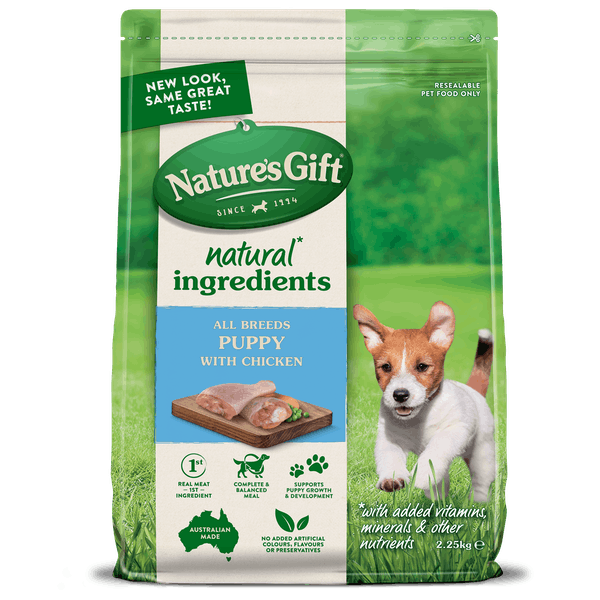 NEW LOOK,
SAME GREAT
TASTE!
RESEALABLE
PET FOOD ONLY
Nature's Gift
SINCE 1994
natural*
ingredients
ALL BREEDS
PUPPY
WITH CHICKEN
1st
REAL MEAT
1ST
INGREDIENT
COMPLETE &
BALANCED
MEAL
SUPPORTS
PUPPY GROWTH
& DEVELOPMENT
AUSTRALIAN
MADE
NO ADDED ARTIFICIAL
COLOURS, FLAVOURS
OR PRESERVATIVES
*with added vitamins,
minerals & other
nutrients
2.25kg e